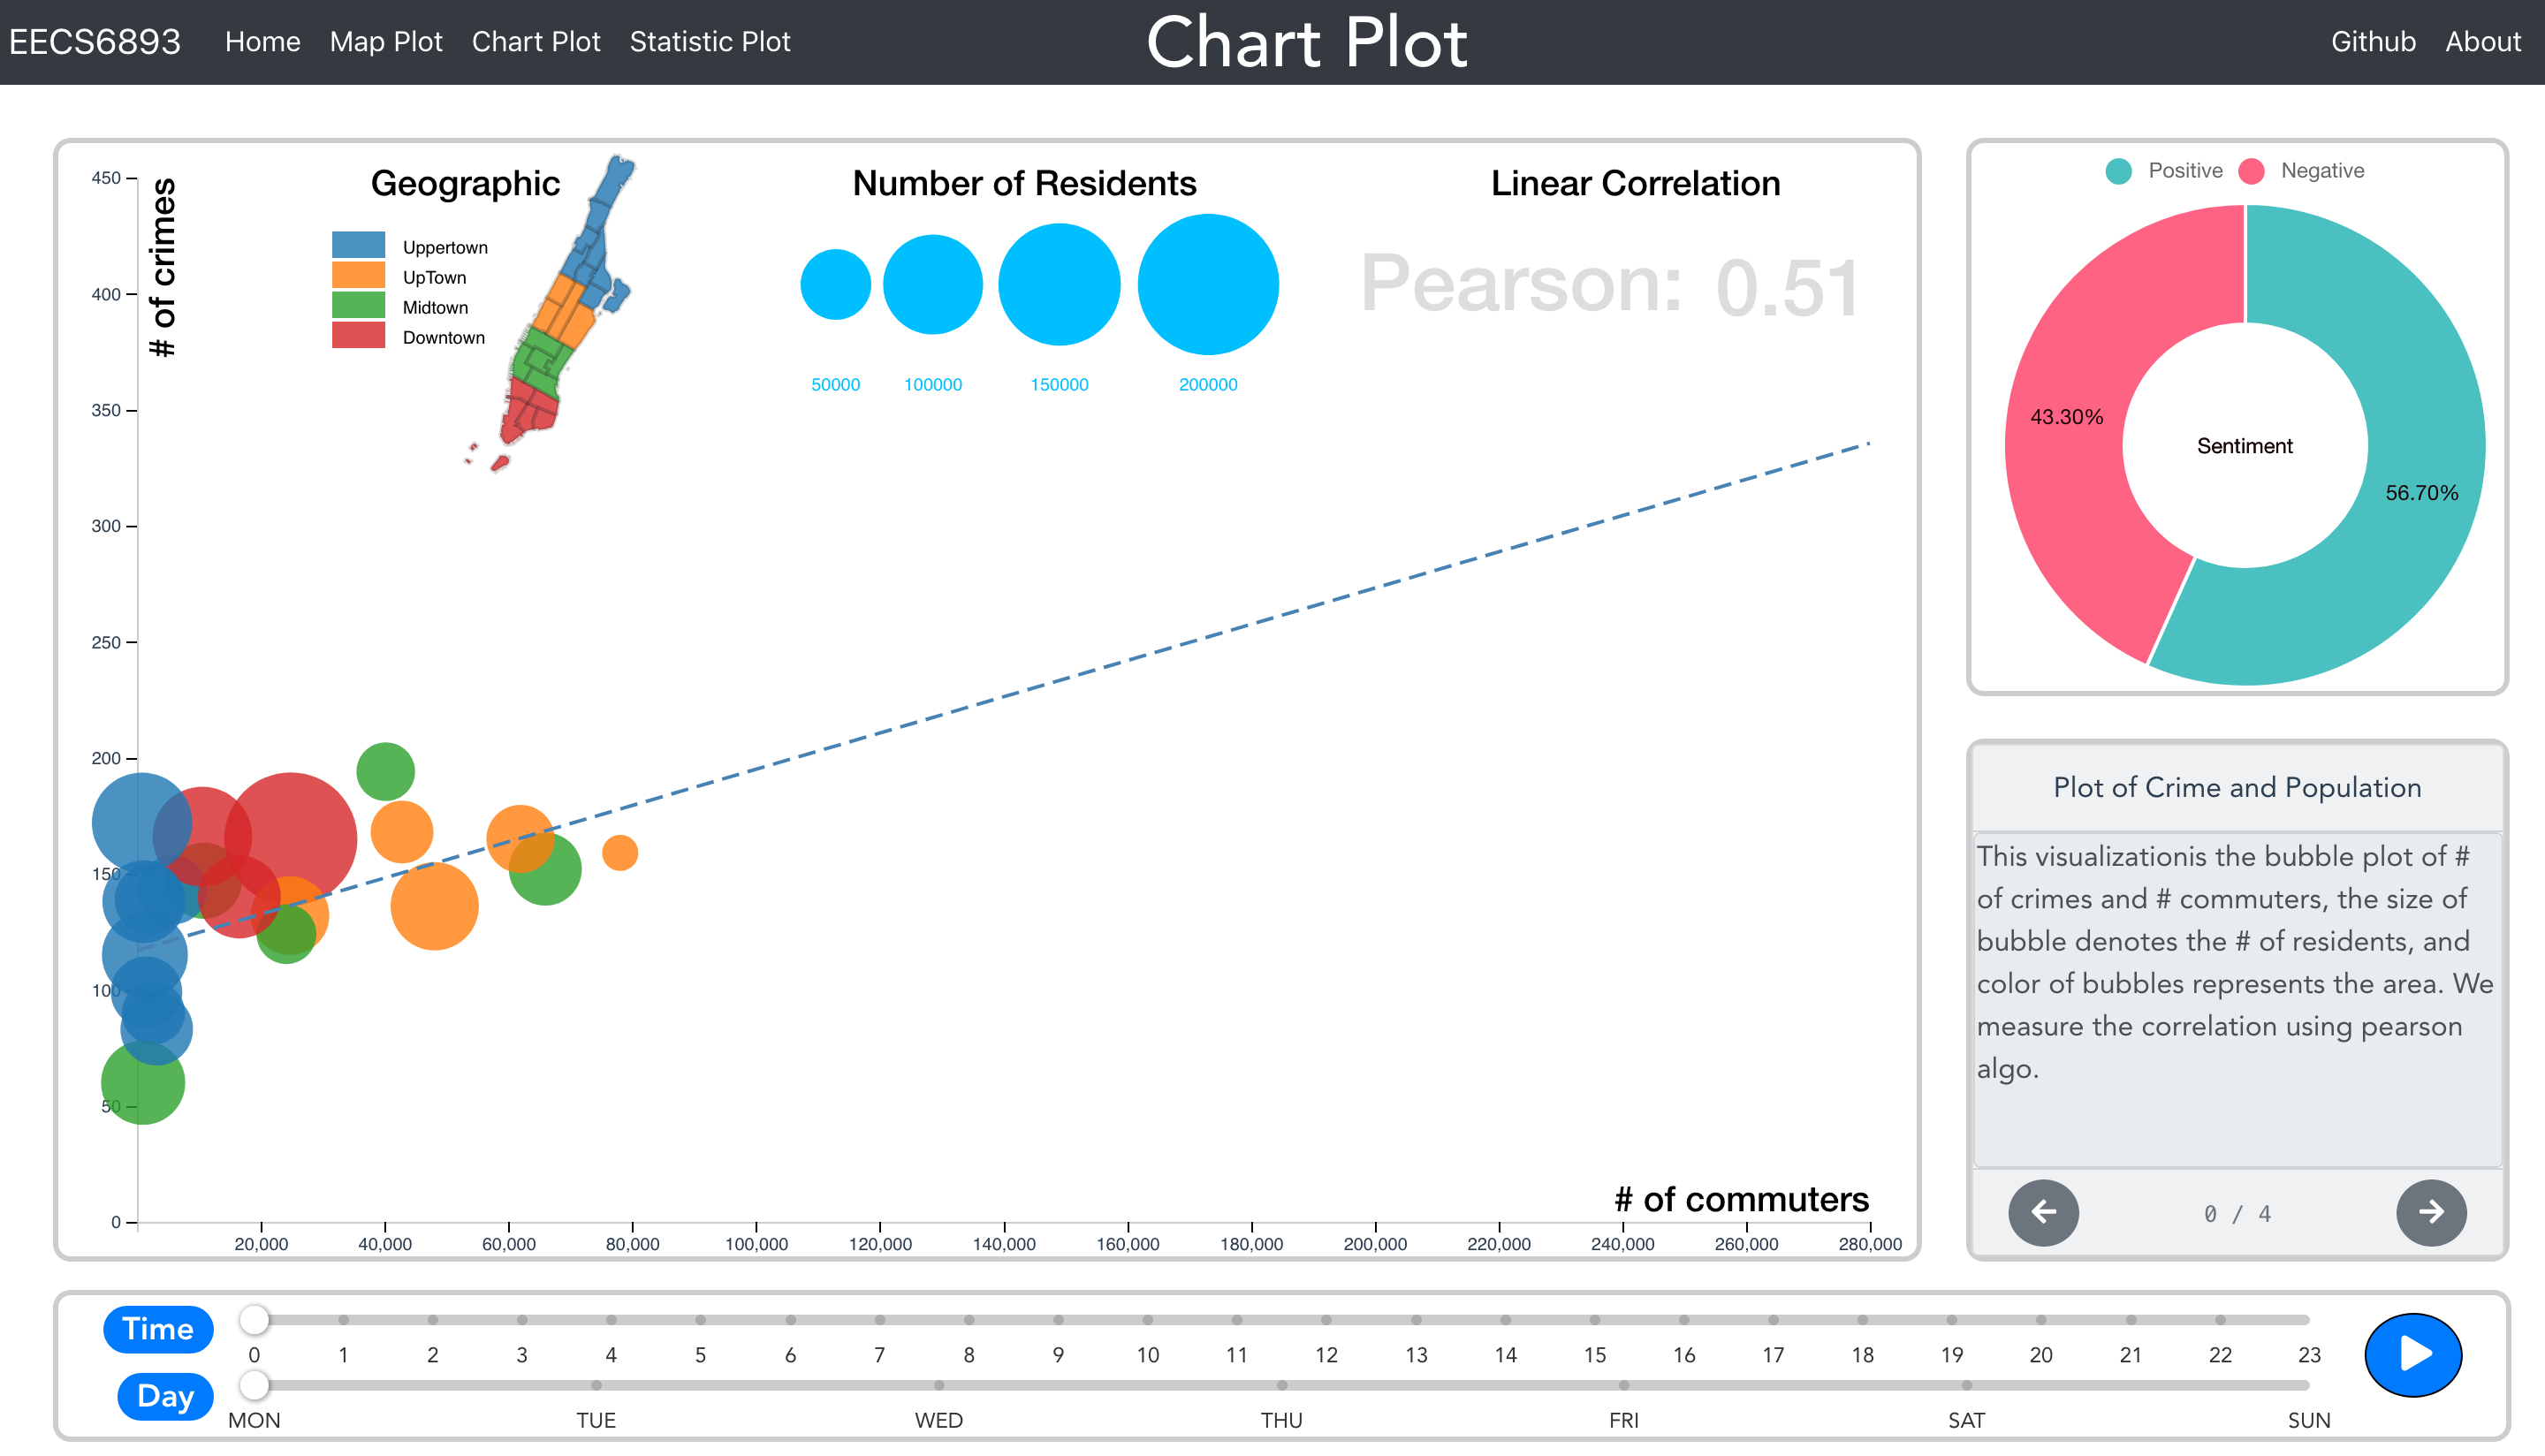 EECS6893 Home Map Plot Chart Plot Statistic Plot
Chart Plot
Github About
# of crimes
450
400
350
300
250
200
150
100
50
0
Geographic
Uppertown
UpTown
Midtown
Downtown
Number of Residents
50000 100000 150000 200000
Linear Correlation
Pearson: 0.51
# of commuters
20,000 40,000 60,000 80,000 100,000 120,000 140,000 160,000 180,000 200,000 220,000 240,000 260,000 280,000
Positive Negative
43.30%
Sentiment
56.70%
Plot of Crime and Population
This visualizationis the bubble plot of #
of crimes and # commuters, the size of
bubble denotes the # of residents, and
color of bubbles represents the area. We
measure the correlation using pearson
algo.
0 / 4
Time
0 1 2 3 4 5 6 7 8 9 10 11 12 13 14 15 16 17 18 19 20 21 22 23
Day
MON TUE WED THU FRI SAT SUN